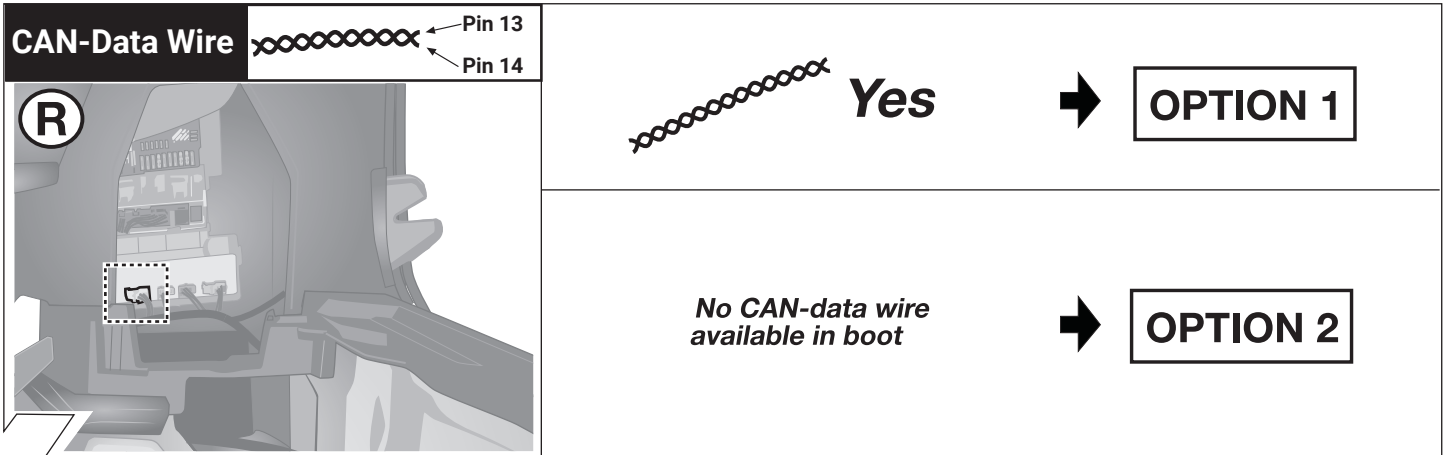 CAN-Data Wire
Pin 13
Pin 14
R
Yes
OPTION 1
No CAN-data wire
available in boot
OPTION 2